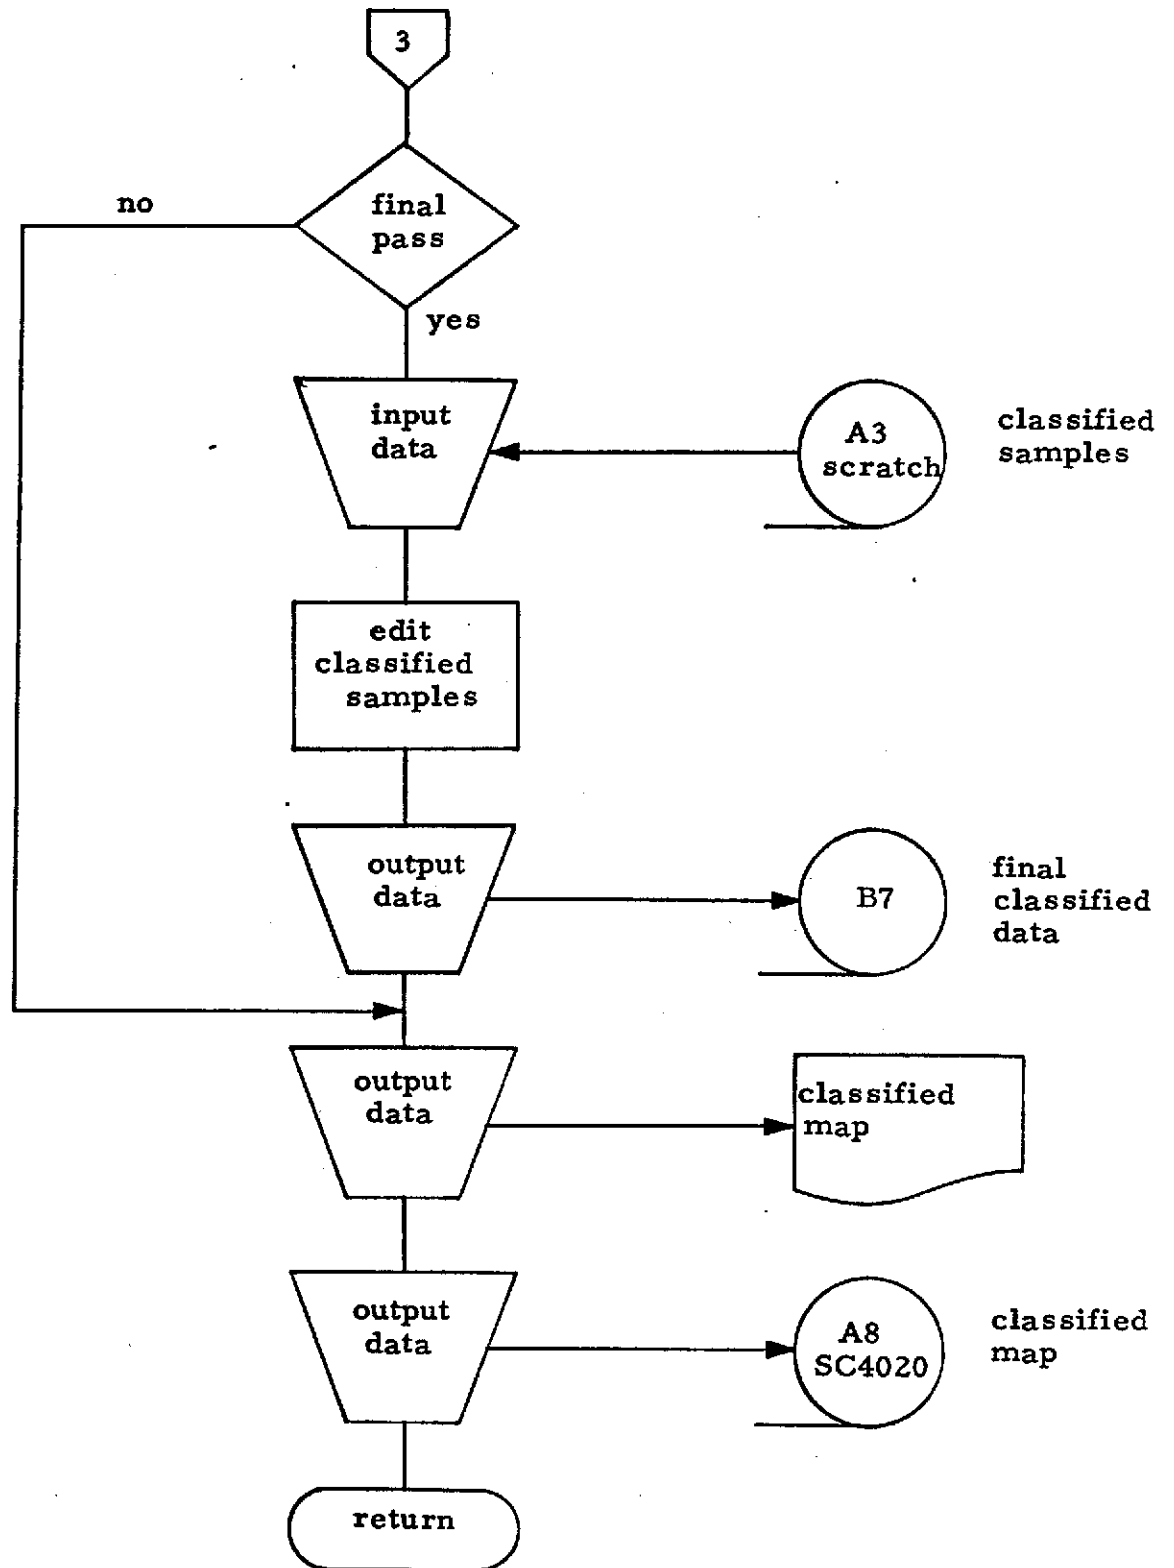 3
no
final
pass
yes
input
data
A3
scratch
classified
samples
edit
classified
samples
output
data
B7
final
classified
data
output
data
classified
map
output
data
A8
SC4020
classified
map
return